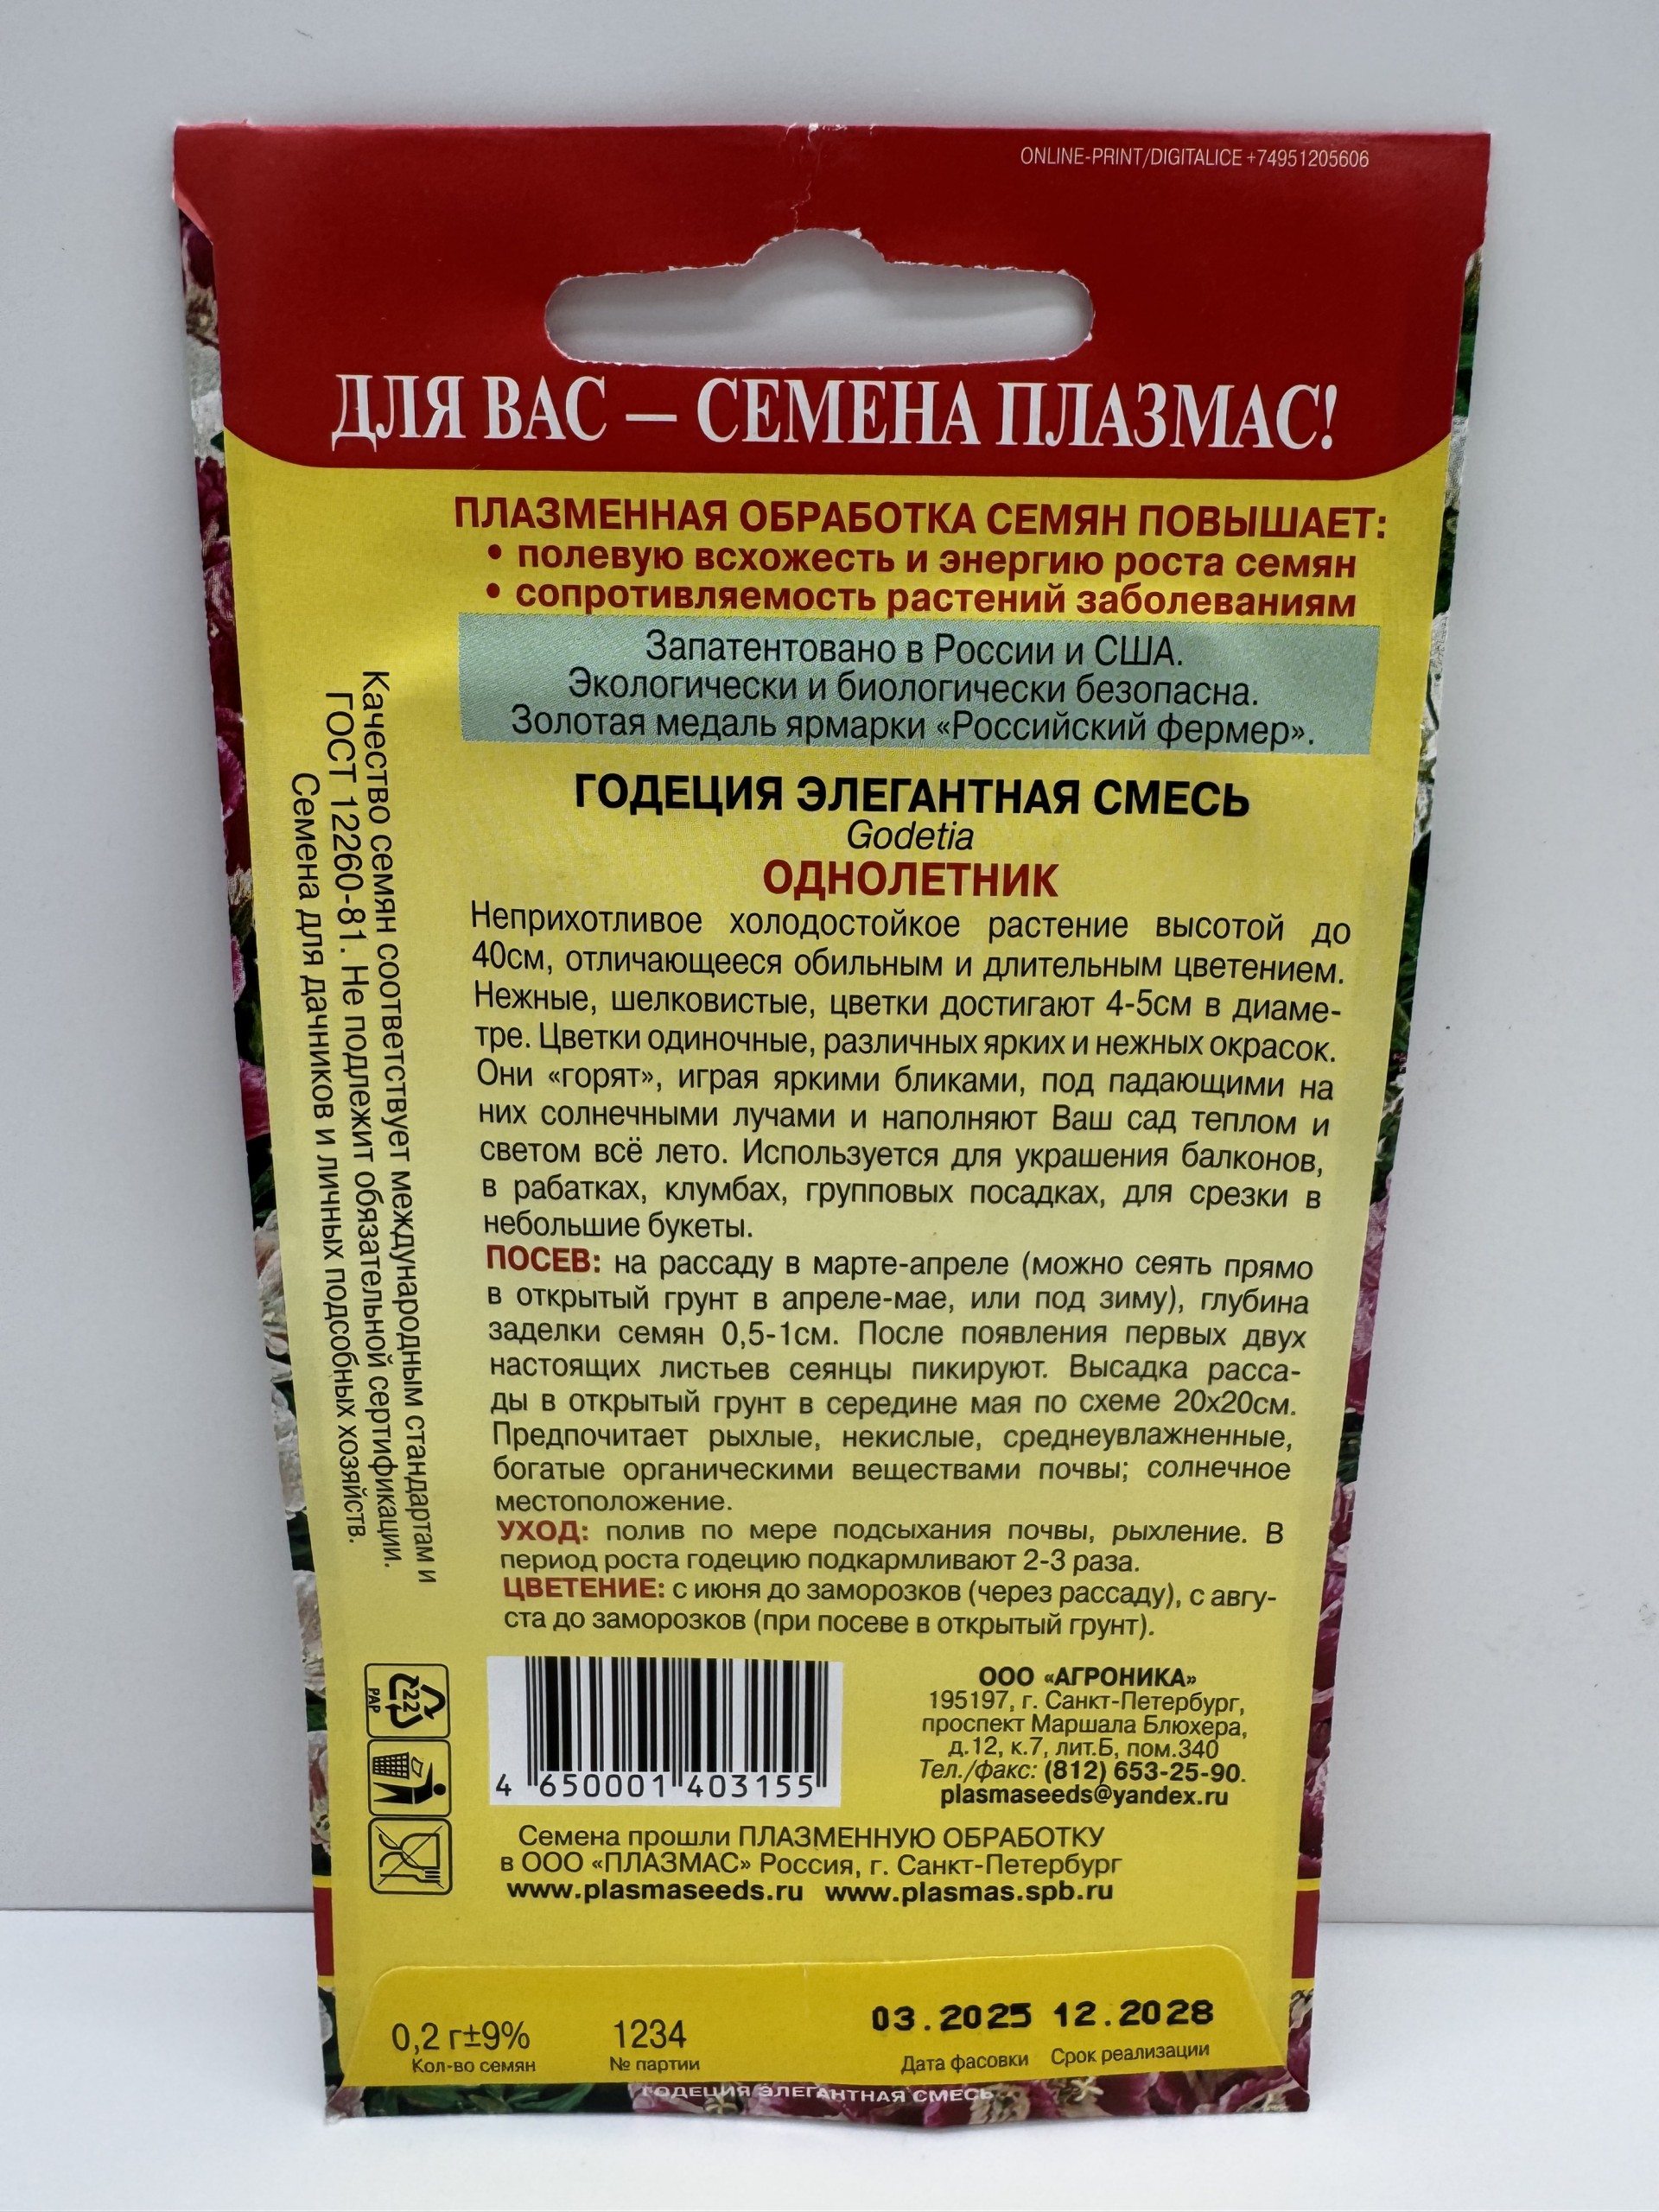 ONLINE-PRINT/DIGITALICE +74951205606
ДЛЯ ВАС – СЕМЕНА ПЛАЗМАС!
ПЛАЗМЕННАЯ ОБРАБОТКА СЕМЯН ПОВЫШАЕТ:
• полевую всхожесть и энергию роста семян
• сопротивляемость растений заболеваниям
Запатентовано в России и США.
Экологически и биологически безопасна.
Золотая медаль ярмарки «Российский фермер».
ГОДЕЦИЯ ЭЛЕГАНТНАЯ СМЕСЬ
Godetia
ОДНОЛЕТНИК
Неприхотливое холодостойкое растение высотой до
40см, отличающееся обильным и длительным цветением.
Нежные, шелковистые, цветки достигают 4-5см в диаме-
тре. Цветки одиночные, различных ярких и нежных окрасок.
Они «горят», играя яркими бликами, под падающими на
них солнечными лучами и наполняют Ваш сад теплом и
светом всё лето. Используется для украшения балконов,
в рабатках, клумбах, групповых посадках, для срезки в
небольшие букеты.
ПОСЕВ: на рассаду в марте-апреле (можно сеять прямо
в открытый грунт в апреле-мае, или под зиму), глубина
заделки семян 0,5-1см. После появления первых двух
настоящих листьев сеянцы пикируют. Высадка расса-
ды в открытый грунт в середине мая по схеме 20х20см.
Предпочитает рыхлые, некислые, среднеувлажненные,
богатые органическими веществами почвы; солнечное
местоположение.
УХОД: полив по мере подсыхания почвы, рыхление. В
период роста годецию подкармливают 2-3 раза.
ЦВЕТЕНИЕ: с июня до заморозков (через рассаду), с авгу-
ста до заморозков (при посеве в открытый грунт).
Качество семян соответствует международным стандартам и
ГОСТ 12260-81. Не подлежит обязательной сертификации.
Семена для дачников и личных подсобных хозяйств.
22
PAP
4 650001 403155
ООО «АГРОНИКА»
195197, г. Санкт-Петербург,
проспект Маршала Блюхера,
д.12, к.7, лит.Б, пом.340
Тел./факс: (812) 653-25-90.
plasmaseeds@yandex.ru
Семена прошли ПЛАЗМЕННУЮ ОБРАБОТКУ
в ООО «ПЛАЗМАС» Россия, г. Санкт-Петербург
www.plasmaseeds.ru www.plasmas.spb.ru
0,2 г±9% 1234 03.2025 12.2028
Кол-во семян № партии Дата фасовки Срок реализации
ГОДЕЦИЯ ЭЛЕГАНТНАЯ СМЕСЬ